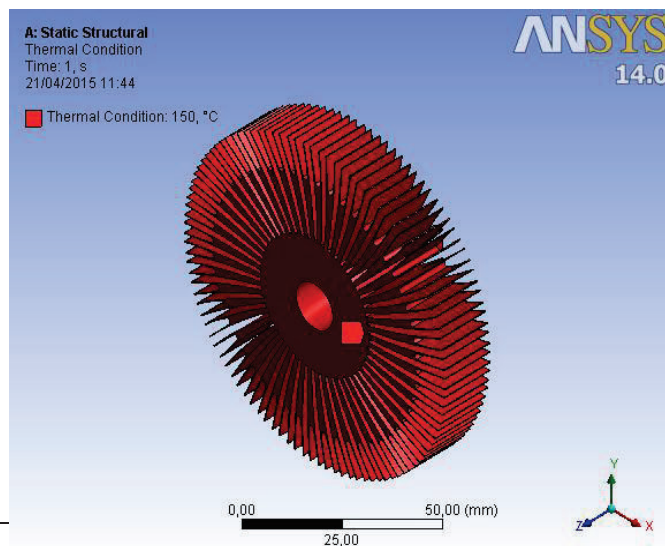 A: Static Structural
Thermal Condition
Time: 1, s
21/04/2015 11:44
Thermal Condition: 150, °C
ANSYS
14.0
0,00
50,00 (mm)
25,00
Y
Z
X